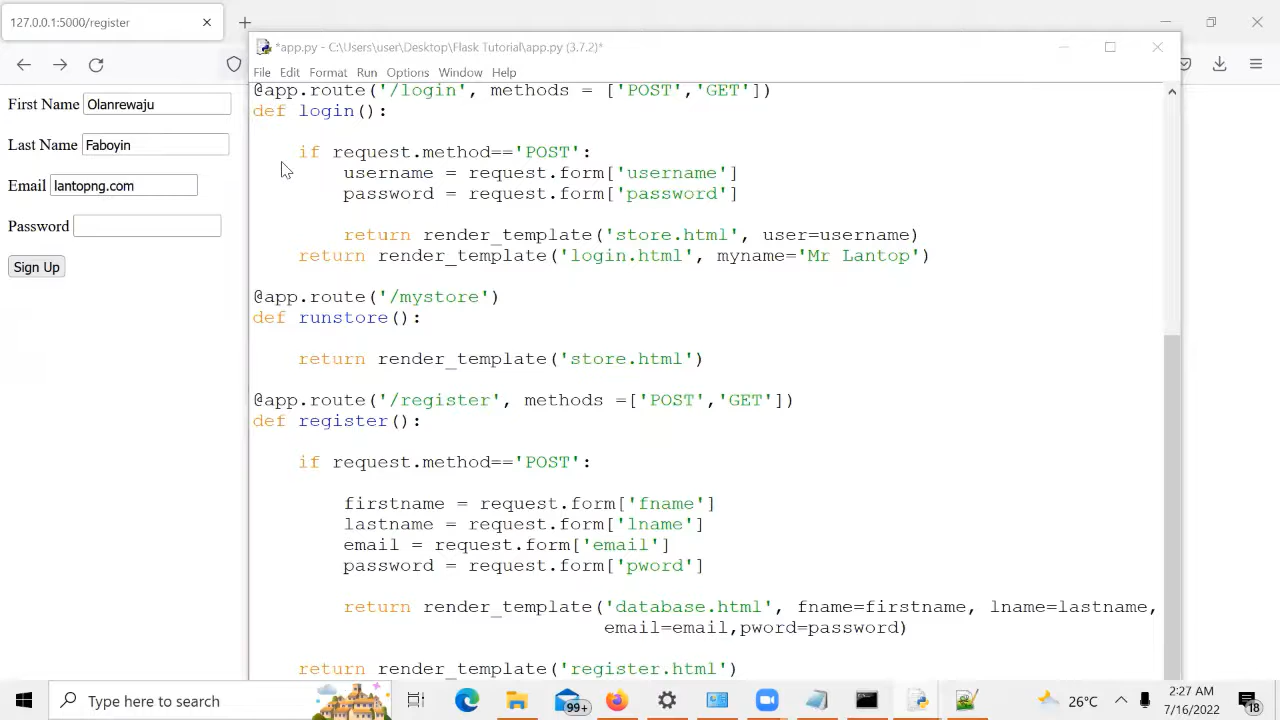 127.0.0.1:5000/register
*app.py - C:\Users\user\Desktop\Flask Tutorial\app.py (3.7.2)*
File Edit Format Run Options Window Help
First Name Olanrewaju
Last Name Faboyin
Email lantopng.com
Password
Sign Up
@app.route('/login', methods = ['POST','GET'])
def login():
if request.method=='POST':
username = request.form['username']
password = request.form['password']
return render_template('store.html', user=username)
return render_template('login.html', myname='Mr Lantop')
@app.route('/mystore')
def runstore():
return render_template('store.html')
@app.route('/register', methods =['POST','GET'])
def register():
if request.method=='POST':
firstname = request.form['fname']
lastname = request.form['lname']
email = request.form['email']
password = request.form['pword']
return render_template('database.html', fname=firstname, lname=lastname,
email=email,pword=password)
return render_template('register.html')
Type here to search
99+
26°C
2:27 AM
7/16/2022
18